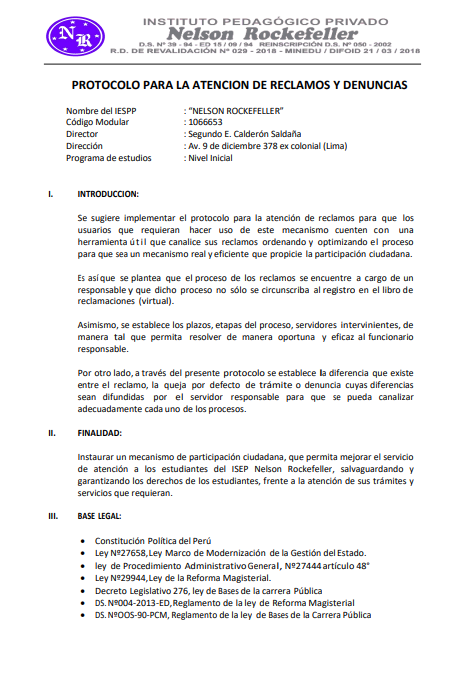 NR
INSTITUTO PEDAGÓGICO PRIVADO
Nelson Rockefeller
D.S. Nº 39 - 94 - ED 15 / 09 / 94 REINSCRIPCIÓN D.S. Nº 050 - 2002
R.D. DE REVALIDACIÓN Nº 029 - 2018 - MINEDU / DIFOID 21 / 03 / 2018
PROTOCOLO PARA LA ATENCION DE RECLAMOS Y DENUNCIAS
Nombre del IESPP : “NELSON ROCKEFELLER”
Código Modular : 1066653
Director : Segundo E. Calderón Saldaña
Dirección : Av. 9 de diciembre 378 ex colonial (Lima)
Programa de estudios : Nivel Inicial
I. INTRODUCCION:
Se sugiere implementar el protocolo para la atención de reclamos para que los
usuarios que requieran hacer uso de este mecanismo cuenten con una
herramienta útil que canalice sus reclamos ordenando y optimizando el proceso
para que sea un mecanismo real y eficiente que propicie la participación ciudadana.
Es así que se plantea que el proceso de los reclamos se encuentre a cargo de un
responsable y que dicho proceso no sólo se circunscriba al registro en el libro de
reclamaciones (virtual).
Asimismo, se establece los plazos, etapas del proceso, servidores intervinientes, de
manera tal que permita resolver de manera oportuna y eficaz al funcionario
responsable.
Por otro lado, a través del presente protocolo se establece la diferencia que existe
entre el reclamo, la queja por defecto de trámite o denuncia cuyas diferencias
sean difundidas por el servidor responsable para que se pueda canalizar
adecuadamente cada uno de los procesos.
II. FINALIDAD:
Instaurar un mecanismo de participación ciudadana, que permita mejorar el servicio
de atención a los estudiantes del ISEP Nelson Rockefeller, salvaguardando y
garantizando los derechos de los estudiantes, frente a la atención de sus trámites y
servicios que requieran.
III. BASE LEGAL:
• Constitución Política del Perú
• Ley Nº27658, Ley Marco de Modernización de la Gestión del Estado.
• ley de Procedimiento Administrativo General, Nº27444 artículo 48°
• Ley Nº29944, Ley de la Reforma Magisterial.
• Decreto Legislativo 276, ley de Bases de la carrera Pública
• DS. Nº004-2013-ED, Reglamento de la ley de Reforma Magisterial
• DS. NºOOS-90-PCM, Reglamento de la ley de Bases de la Carrera Pública